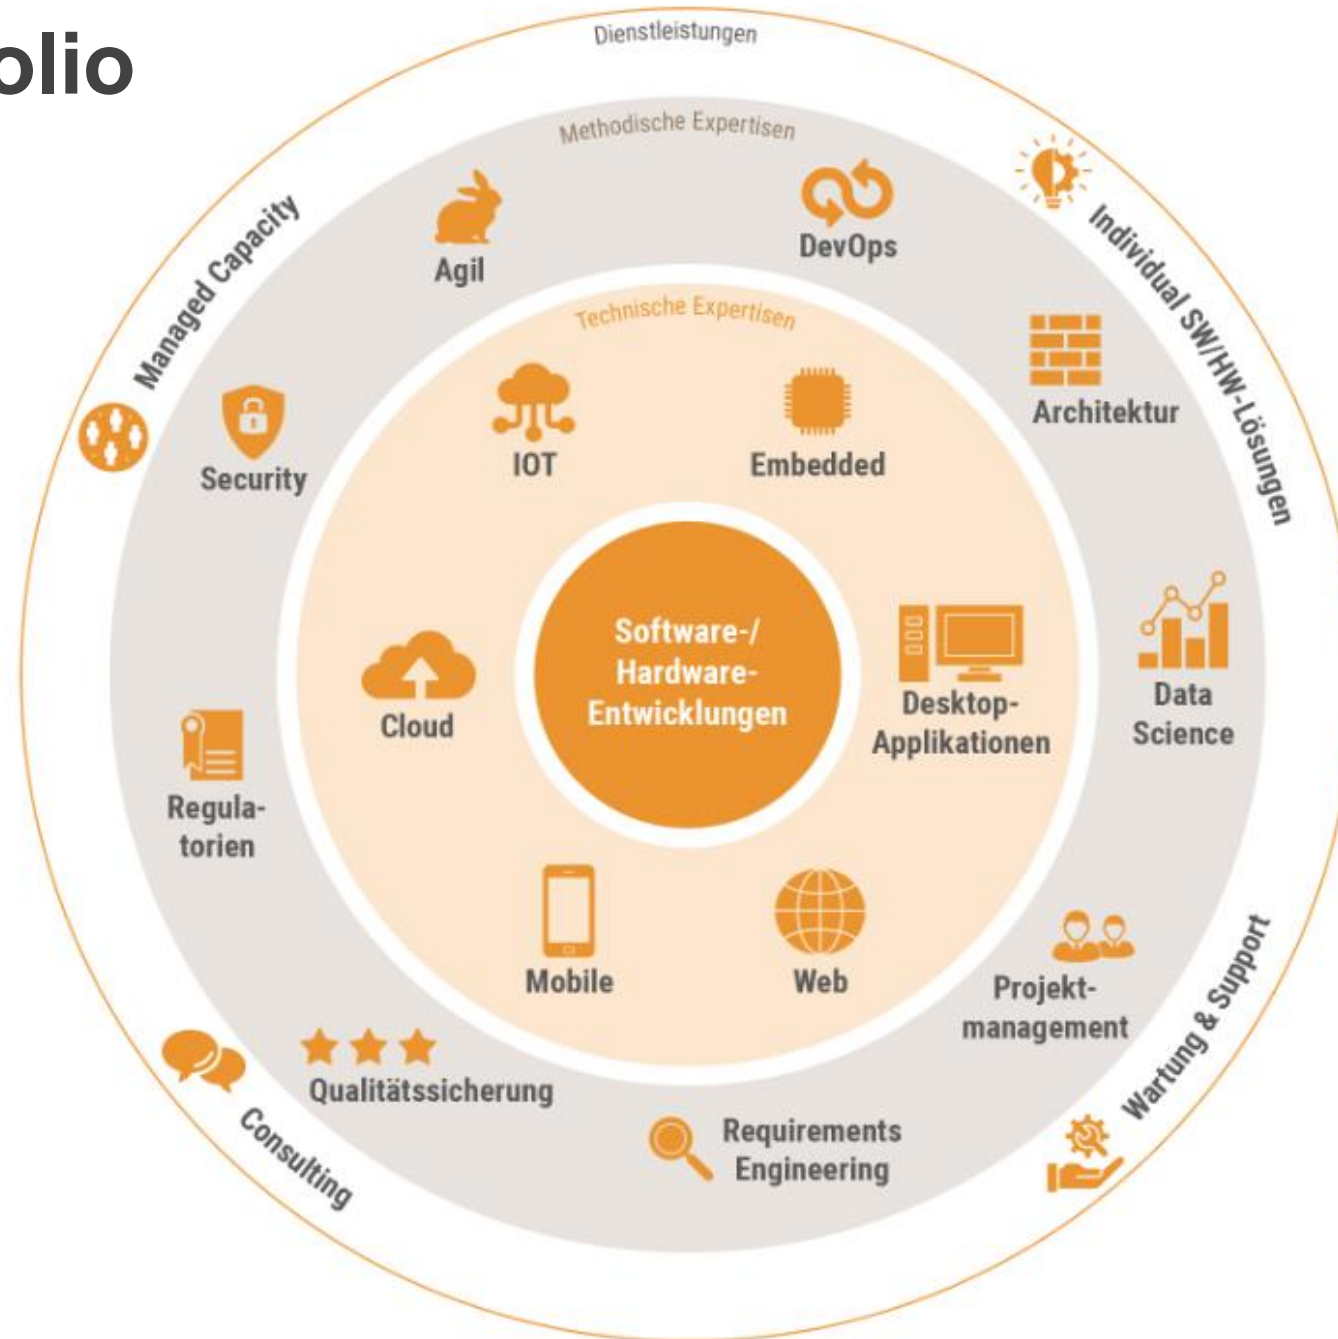 olio
Dienstleistungen
Methodische Expertisen
Agil
DevOps
Managed Capacity
Individual SW/HW-Lösungen
Technische Expertisen
Security
IOT
Embedded
Architektur
Software-/
Hardware-
Entwicklungen
Cloud
Desktop-
Applikationen
Data
Science
Regula-
torien
Mobile
Web
Projekt-
management
Wartung & Support
Qualitätssicherung
Consulting
Requirements
Engineering